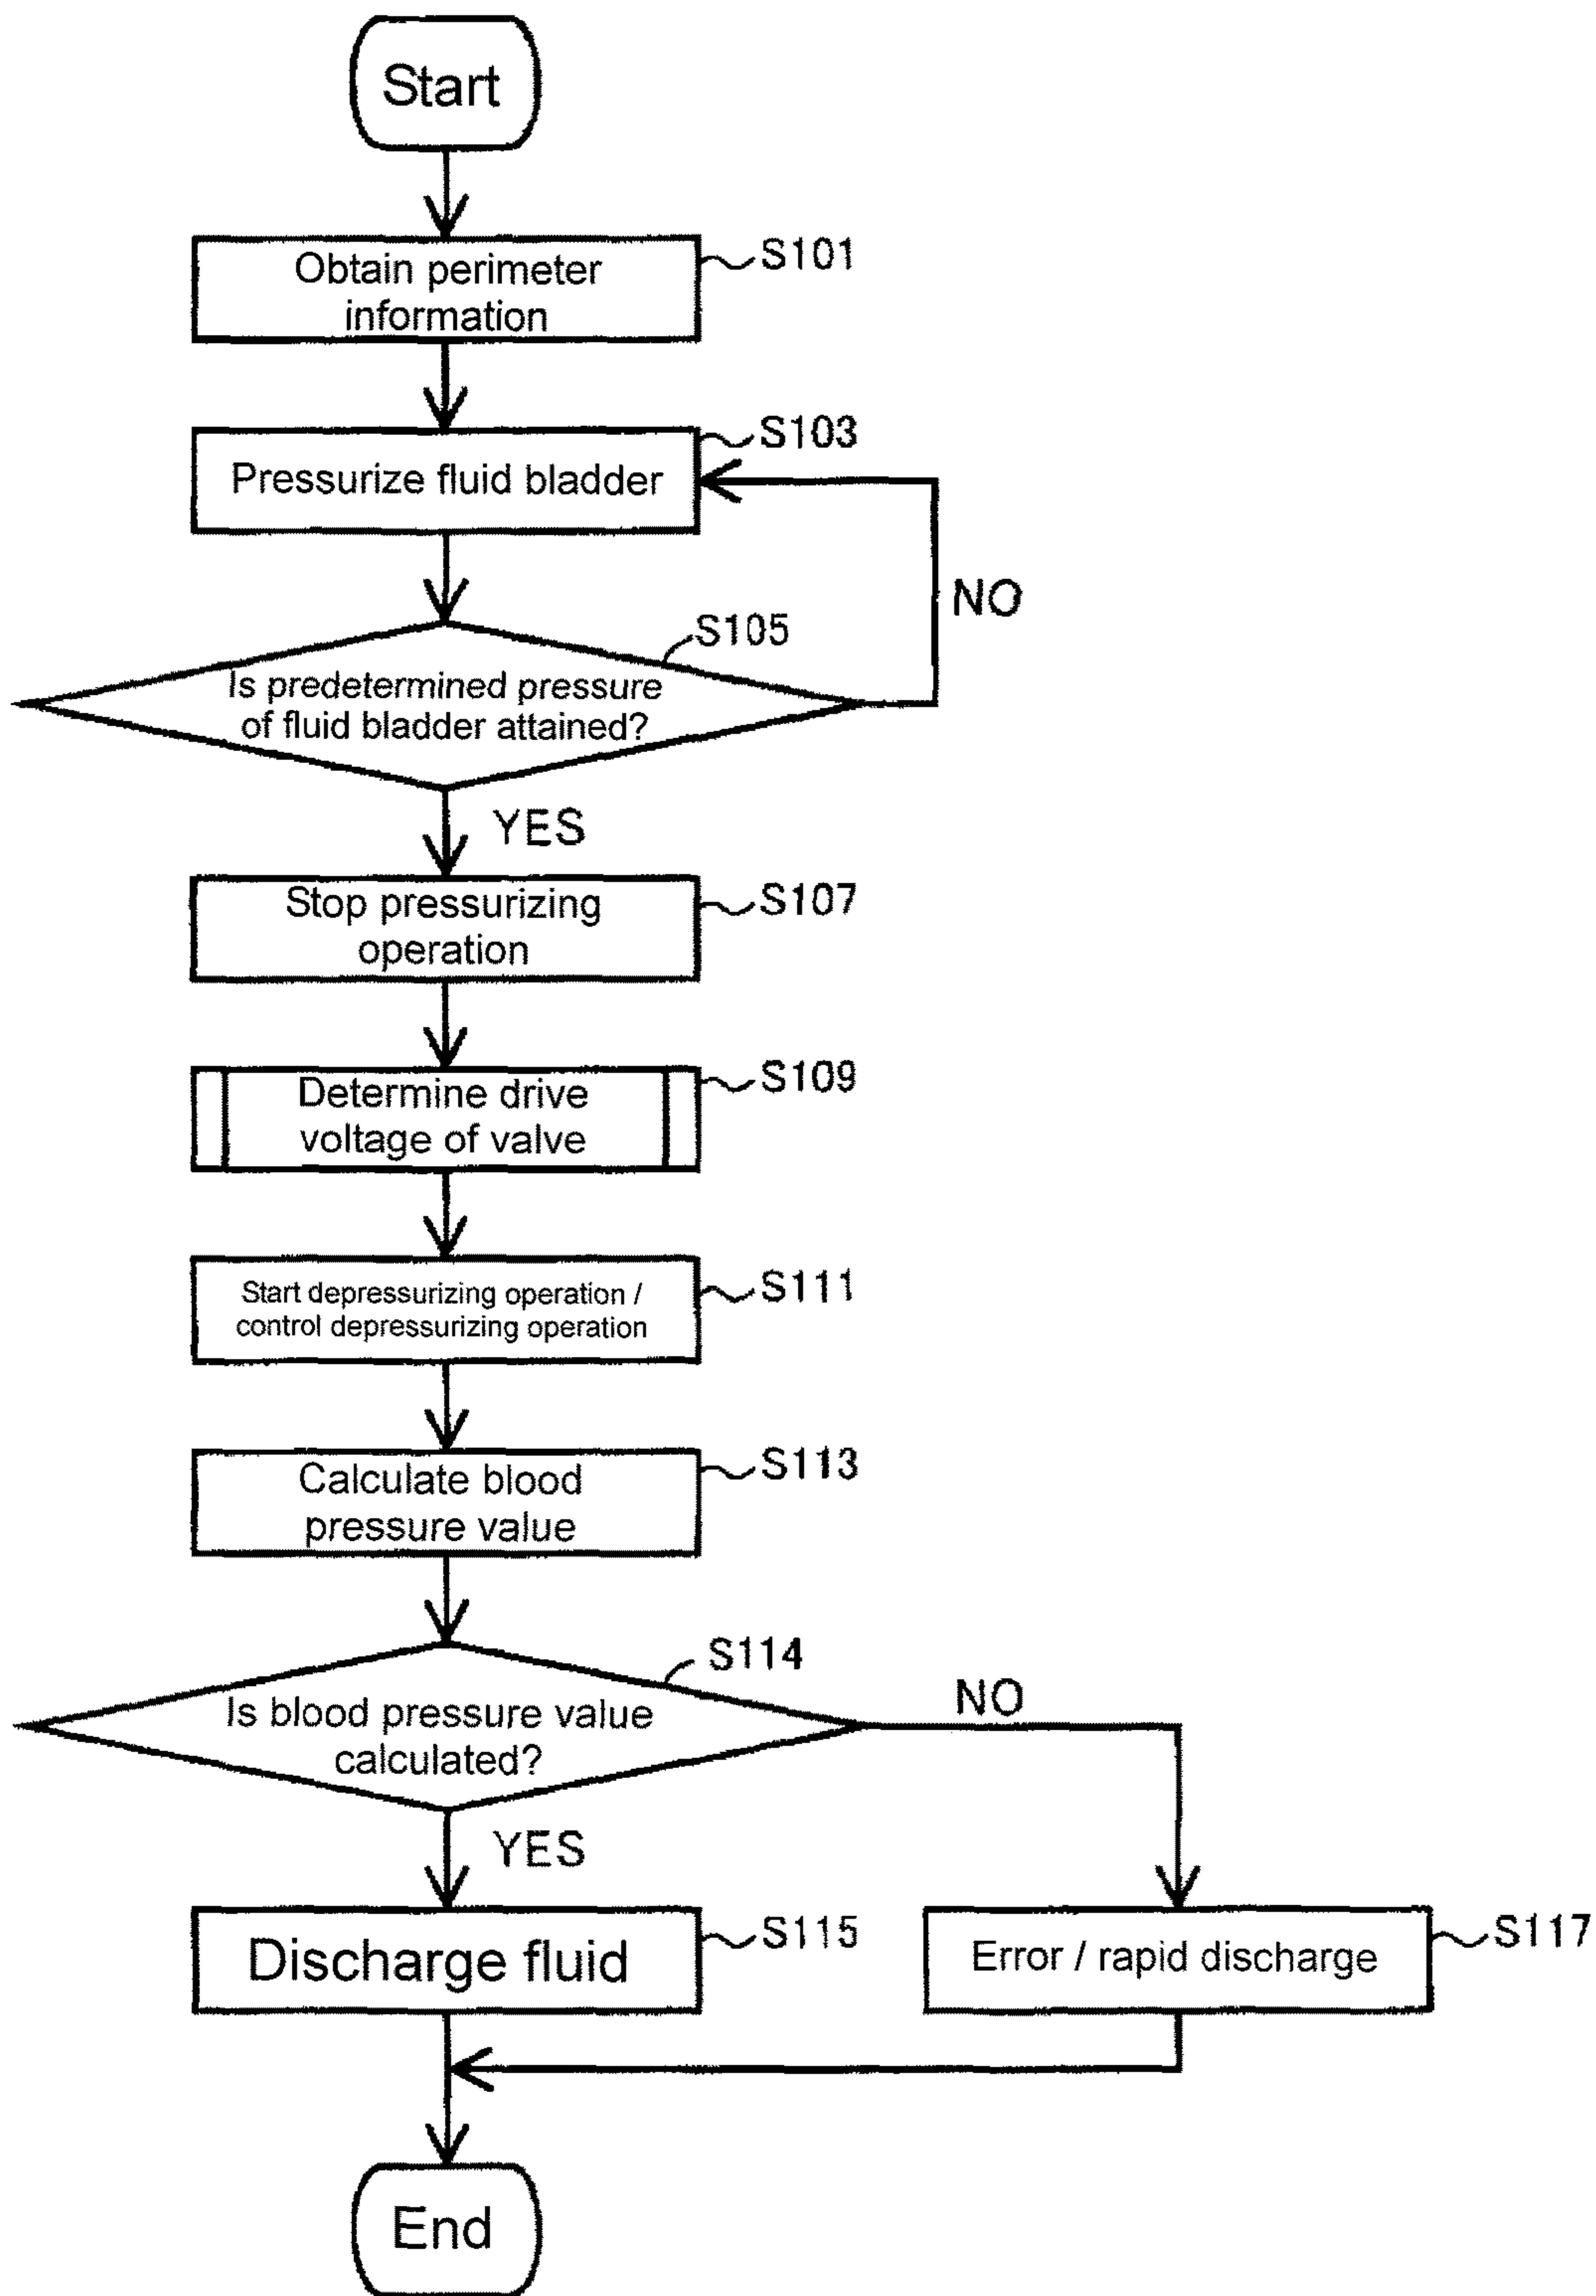 Start
S101
Obtain perimeter
information
S103
Pressurize fluid bladder
NO
S105
Is predetermined pressure
of fluid bladder attained?
YES
S107
Stop pressurizing
operation
S109
Determine drive
voltage of valve
S111
Start depressurizing operation /
control depressurizing operation
S113
Calculate blood
pressure value
S114
NO
Is blood pressure value
calculated?
YES
S115
Discharge fluid
S117
Error / rapid discharge
End